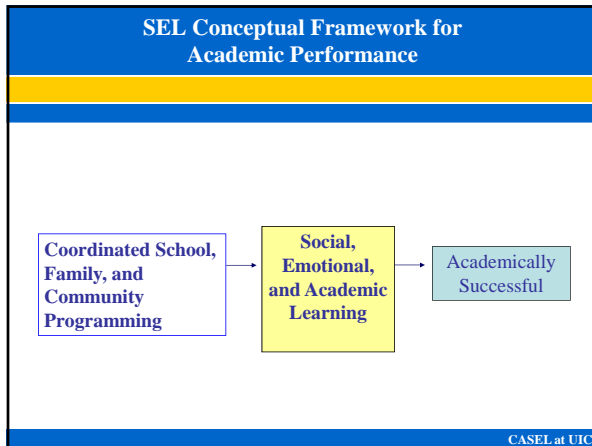 SEL Conceptual Framework for
Academic Performance
Coordinated School,
Family, and
Community
Programming
Social,
Emotional,
and Academic
Learning
Academically
Successful
CASEL at UIC